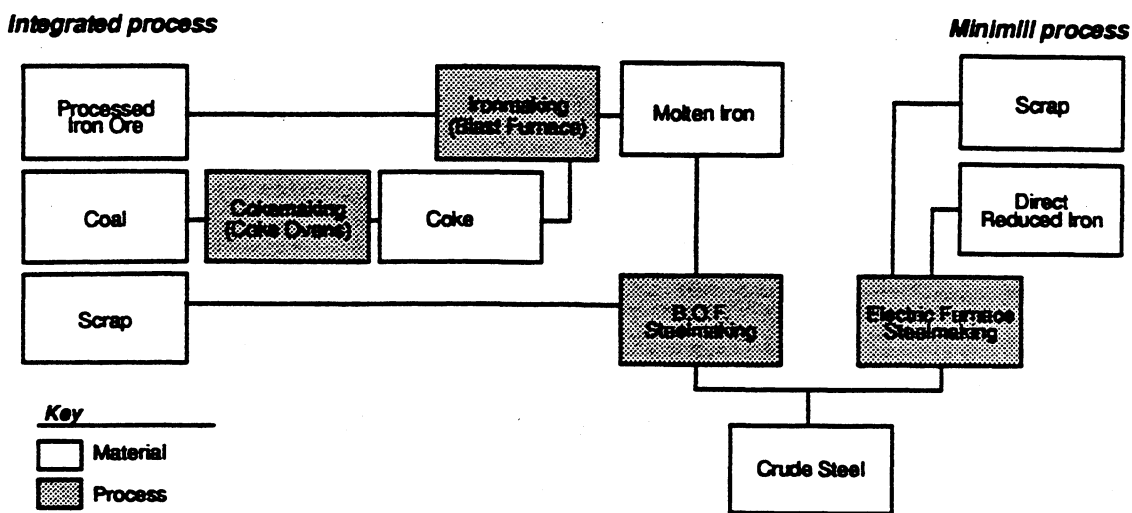 Integrated process
Minimill process
Processed
Iron Ore
Ironmaking
(Blast Furnace)
Molten Iron
Scrap
Coal
Cokemaking
(Coke Ovens)
Coke
Direct
Reduced Iron
Scrap
B.O.F.
Steelmaking
Electric Furnace
Steelmaking
Key
Material
Process
Crude Steel